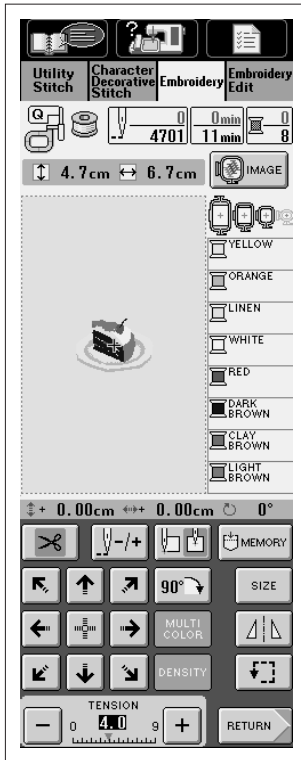 Utility Stitch
Character Decorative Stitch
Embroidery
Embroidery Edit
Q
0
4701
0min
11min
0
8
4.7cm 6.7cm
IMAGE
YELLOW
ORANGE
LINEN
WHITE
RED
DARK BROWN
CLAY BROWN
LIGHT BROWN
+ 0.00cm + 0.00cm 0°
-/+
MEMORY
90°
SIZE
MULTI COLOR
DENSITY
TENSION
− 0 4.0 9 +
RETURN